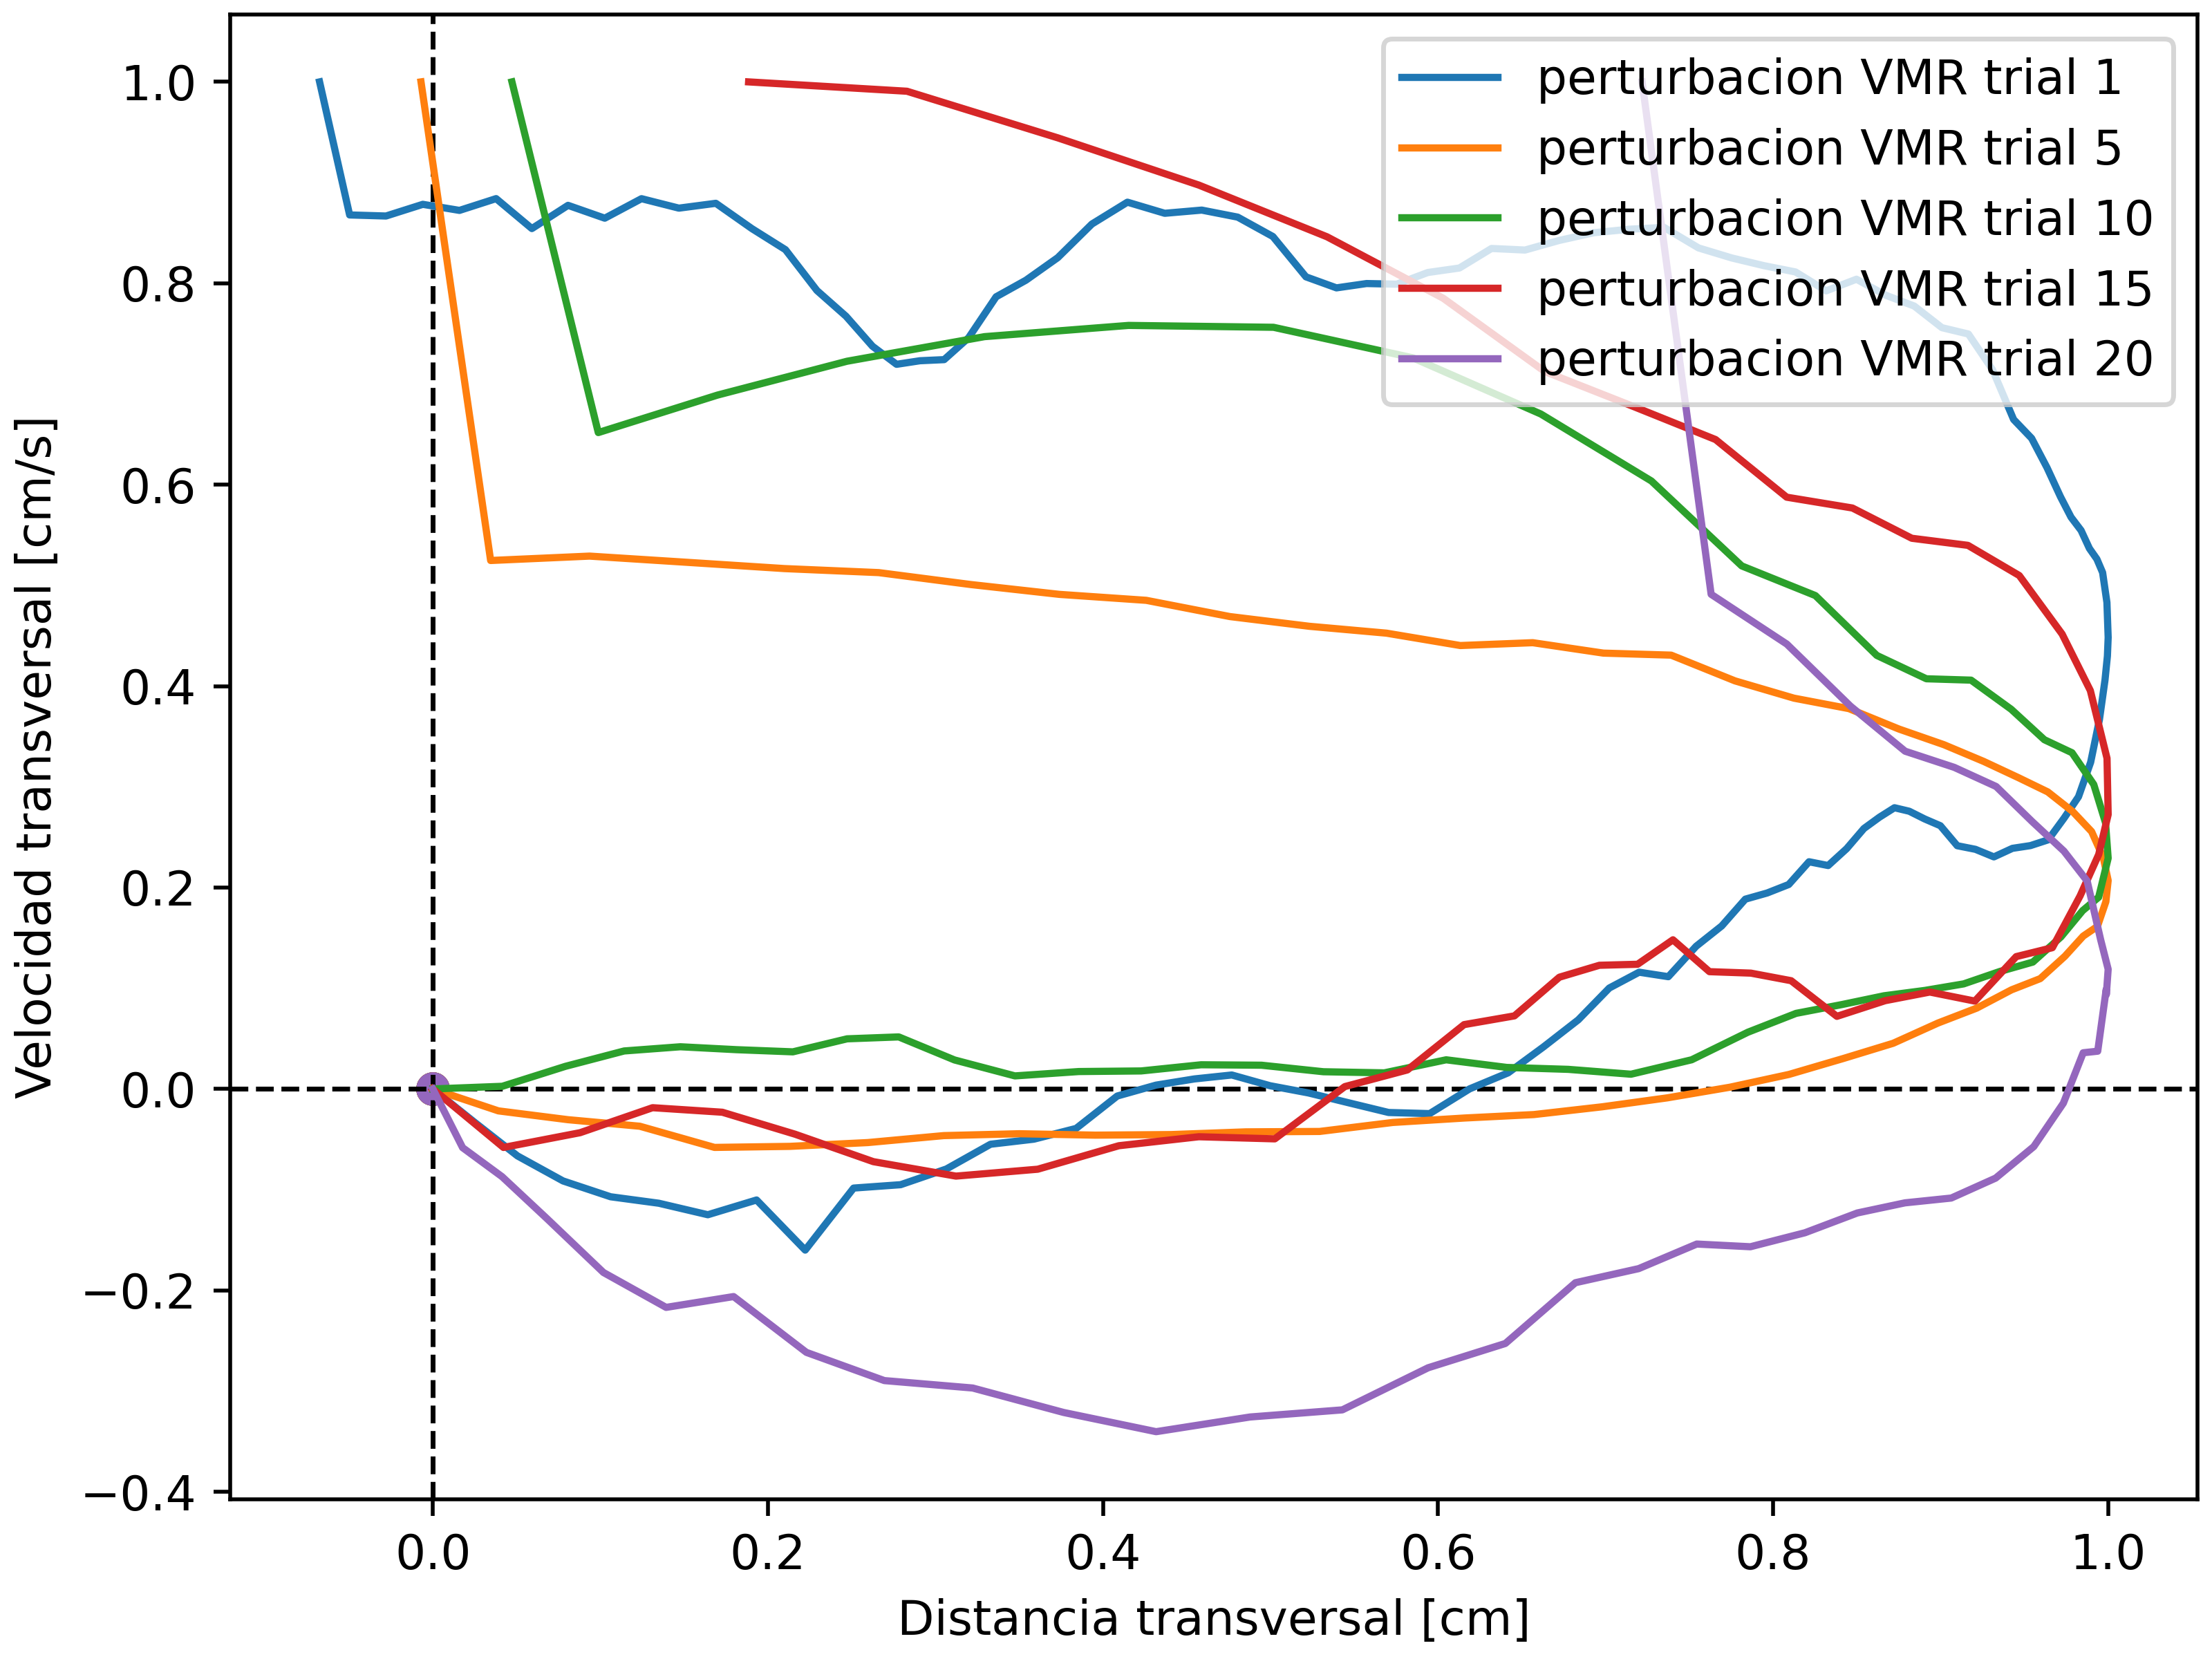 perturbacion VMR trial 1
perturbacion VMR trial 5
perturbacion VMR trial 10
perturbacion VMR trial 15
perturbacion VMR trial 20
Velocidad transversal [cm/s]
1.0
0.8
0.6
0.4
0.2
0.0
−0.2
−0.4
0.0 0.2 0.4 0.6 0.8 1.0
Distancia transversal [cm]